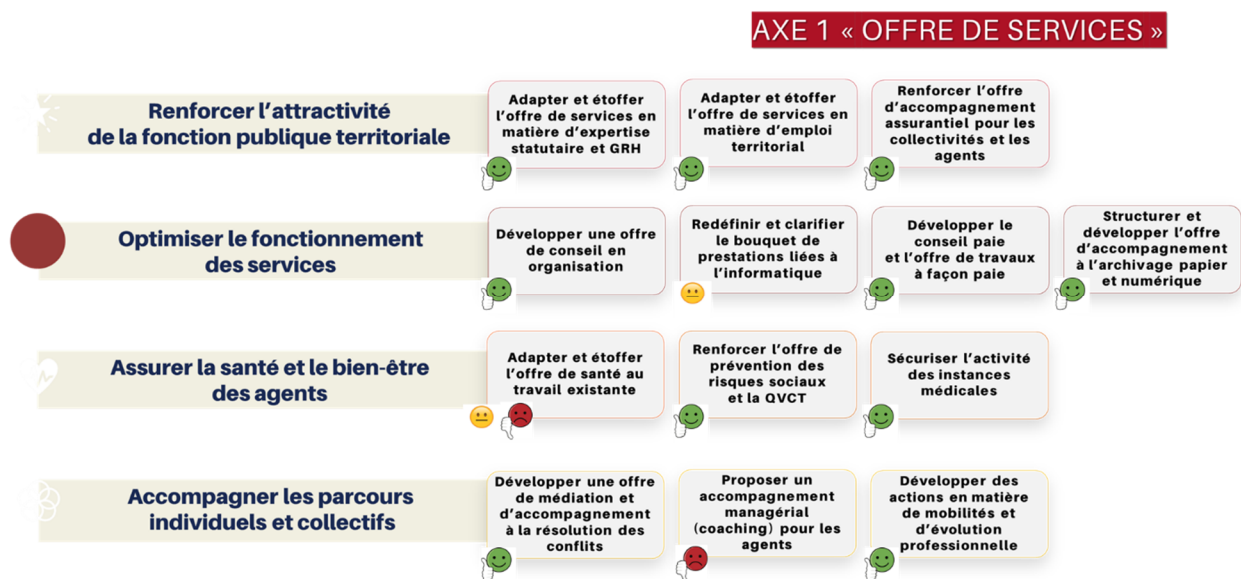 AXE 1 « OFFRE DE SERVICES »
Renforcer l’attractivité
de la fonction publique territoriale
Adapter et étoffer
l’offre de services en
matière d’expertise
statutaire et GRH
Adapter et étoffer
l’offre de services en
matière d’emploi
territorial
Renforcer l’offre
d’accompagnement
assurantiel pour les
collectivités et les
agents
Optimiser le fonctionnement
des services
Développer une offre
de conseil en
organisation
Redéfinir et clarifier
le bouquet de
prestations liées à
l’informatique
Développer le
conseil paie
et l’offre de travaux
à façon paie
Structurer et
développer l’offre
d’accompagnement
à l’archivage papier
et numérique
Assurer la santé et le bien-être
des agents
Adapter et étoffer
l’offre de santé au
travail existante
Renforcer l’offre de
prévention des
risques sociaux
et la QVCT
Sécuriser l’activité
des instances
médicales
Accompagner les parcours
individuels et collectifs
Développer une offre
de médiation et
d’accompagnement
à la résolution des
conflits
Proposer un
accompagnement
managérial
(coaching) pour les
agents
Développer des
actions en matière
de mobilités et
d’évolution
professionnelle